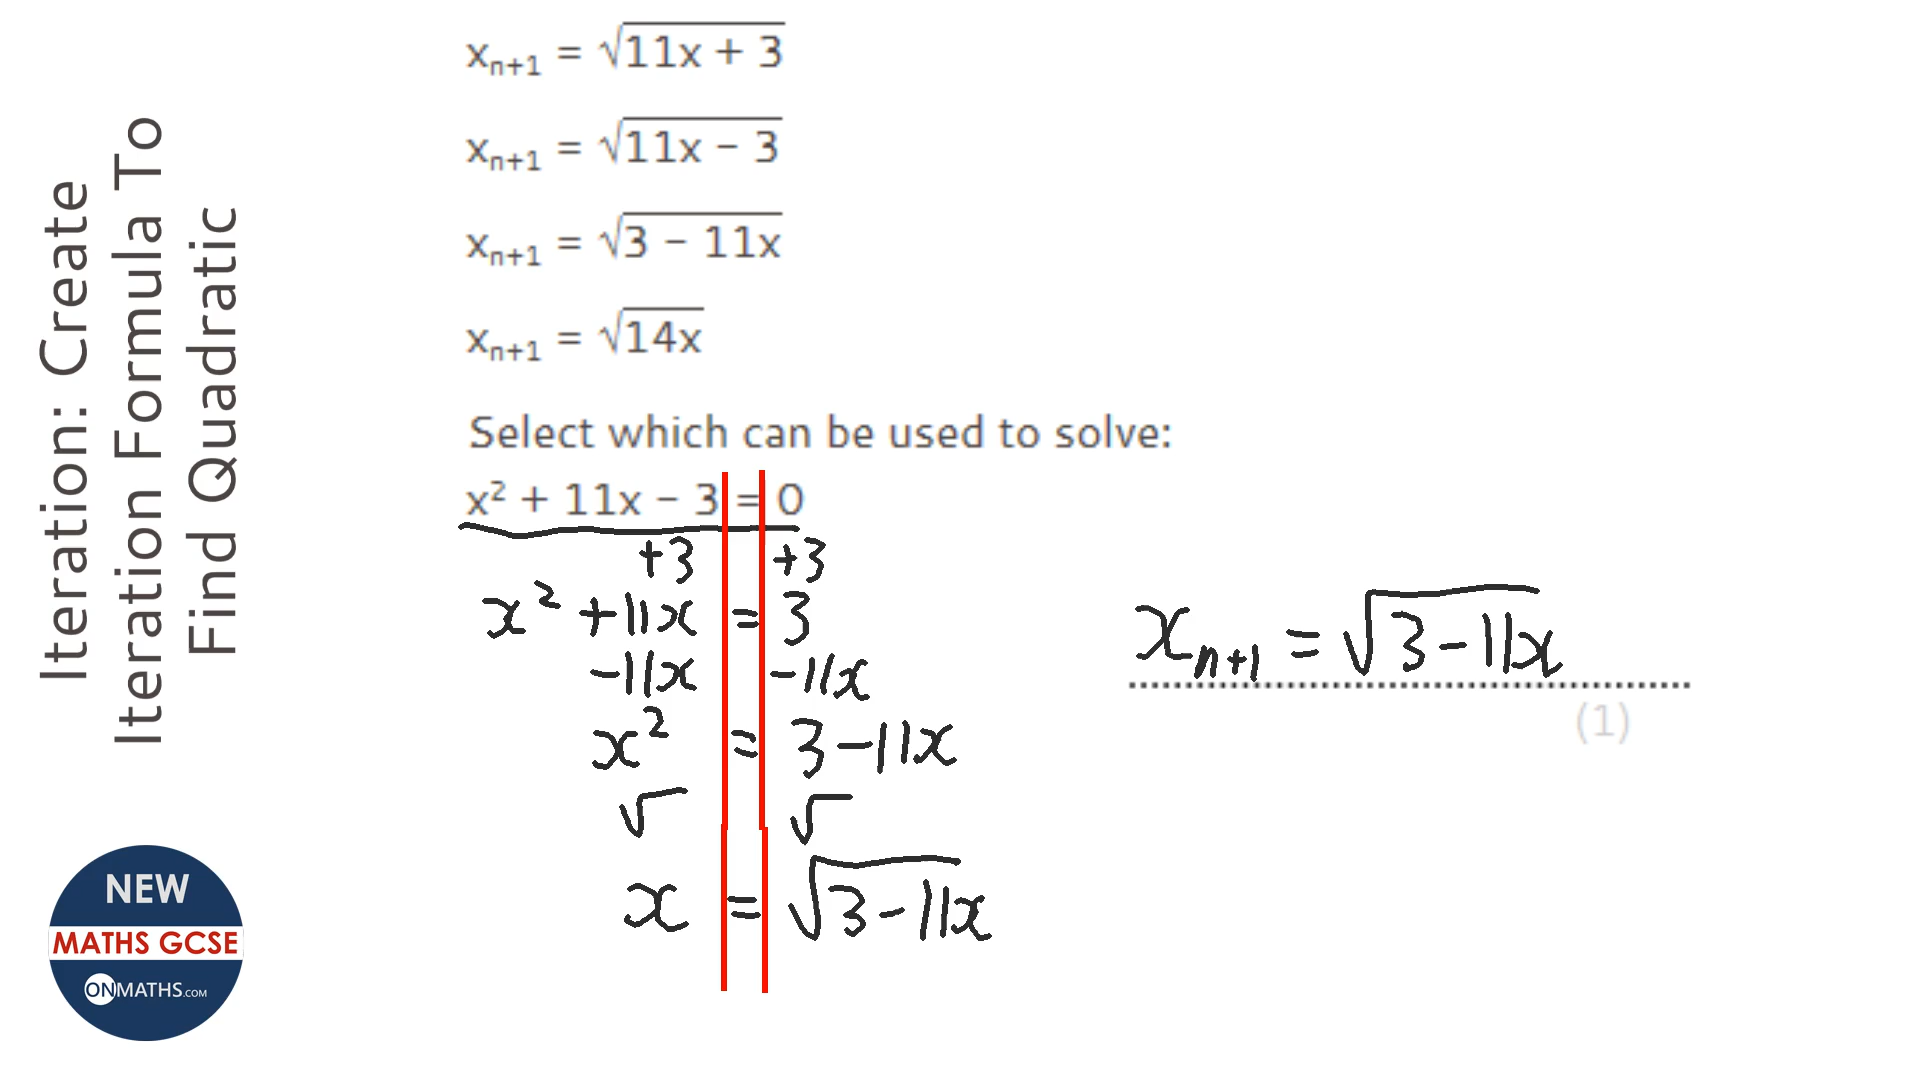 Iteration: Create
Iteration Formula To
Find Quadratic
xₙ₊₁ = √11x + 3
xₙ₊₁ = √11x − 3
xₙ₊₁ = √3 − 11x
xₙ₊₁ = √14x
Select which can be used to solve:
x² + 11x − 3 = 0
+3 +3
x² + 11x = 3
−11x −11x
x² = 3 − 11x
√ √
x = √3 − 11x
xₙ₊₁ = √3 − 11x
(1)
NEW
MATHS GCSE
ONMATHS.COM